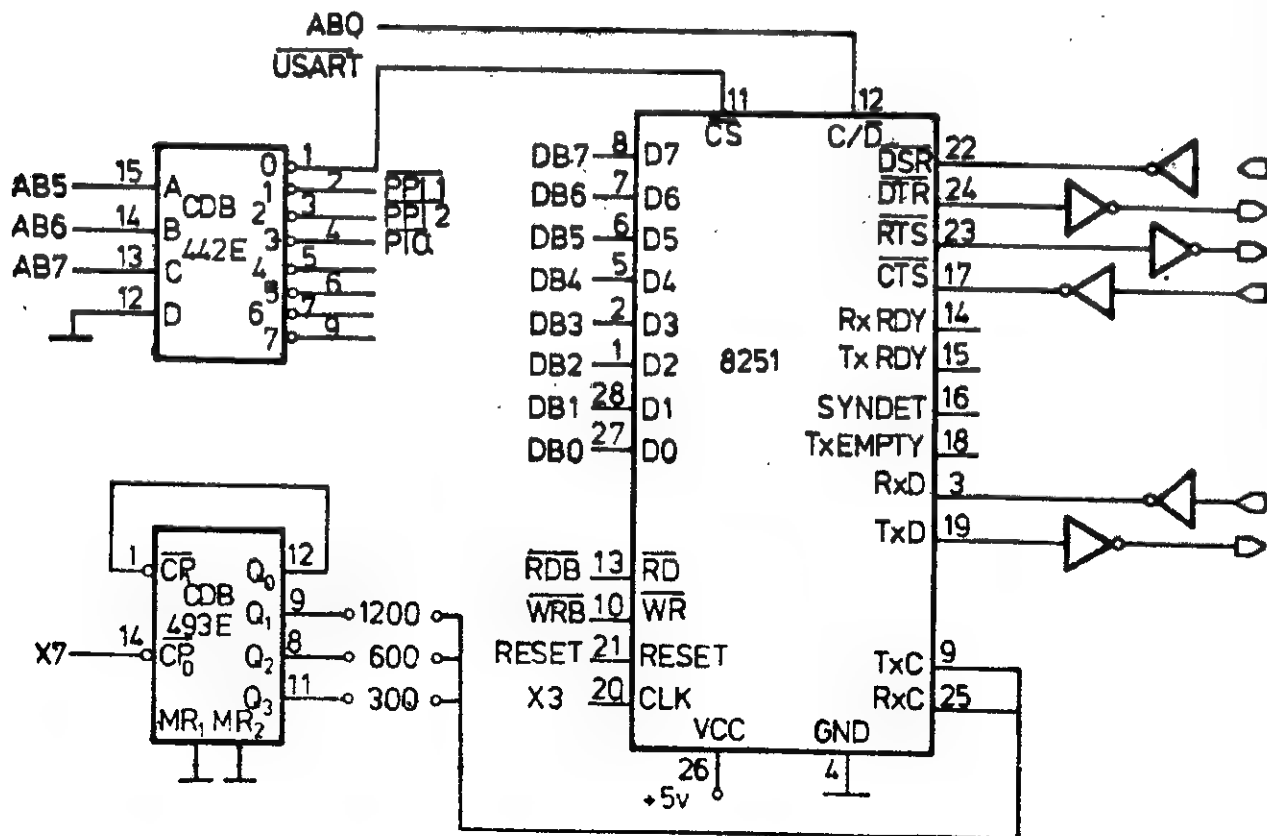 AB0
USART
11 12
CS C/D
AB5 15 A
AB6 14 B
AB7 13 C
12 D
CDB
442E
0 1
1 2 PPI1
2 3 PPI2
3 4 PIO
4 5
5 6
6 7
7 9
DB7 8 D7
DB6 7 D6
DB5 6 D5
DB4 5 D4
DB3 2 D3
DB2 1 D2
DB1 28 D1
DB0 27 D0
RDB 13 RD
WRB 10 WR
RESET 21 RESET
X3 20 CLK
8251
DSR 22
DTR 24
RTS 23
CTS 17
Rx RDY 14
Tx RDY 15
SYNDET 16
TxEMPTY 18
RxD 3
TxD 19
TxC 9
RxC 25
VCC GND
26 4
+5v
1 CP1 Q0 12
CDB
493E
Q1 9 1200
X7 14 CP0
Q2 8 600
Q3 11 300
MR1 MR2